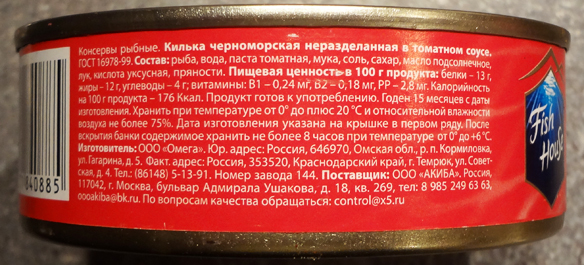 Консервы рыбные. Килька черноморская неразделанная в томатном соусе.
ГОСТ 16978-99. Состав: рыба, вода, паста томатная, мука, соль, сахар, масло подсолнечное,
лук, кислота уксусная, пряности. Пищевая ценность в 100 г продукта: белки – 13 г,
жиры – 12 г, углеводы – 4 г; витамины: В1 – 0,24 мг, В2 – 0,18 мг, РР – 2,8 мг. Калорийность
на 100 г продукта – 176 Ккал. Продукт готов к употреблению. Годен 15 месяцев с даты
изготовления. Хранить при температуре от 0° до плюс 20 °С и относительной влажности
воздуха не более 75%. Дата изготовления указана на крышке в первом ряду. После
вскрытия банки содержимое хранить не более 8 часов при температуре от 0° до +6 °С.
Изготовитель: ООО «Омега». Юр. адрес: Россия, 646970, Омская обл., р. п. Кормиловка,
ул. Гагарина, д. 5. Факт. адрес: Россия, 353520, Краснодарский край, г. Темрюк, ул. Совет-
ская, д. 4. Тел.: (86148) 5-13-91. Номер завода 144. Поставщик: ООО «АКИБА», Россия,
117042, г. Москва, бульвар Адмирала Ушакова, д. 18, кв. 269, тел: 8 985 249 63 63,
oooakiba@bk.ru. По вопросам качества обращаться: control@x5.ru
040885
Fish
House